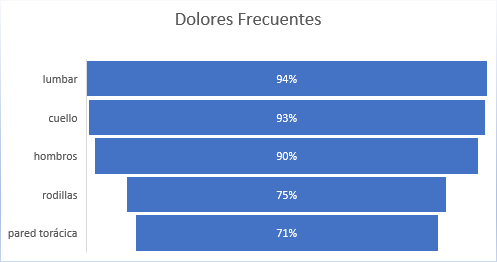 Dolores Frecuentes
lumbar 94%
cuello 93%
hombros 90%
rodillas 75%
pared torácica 71%